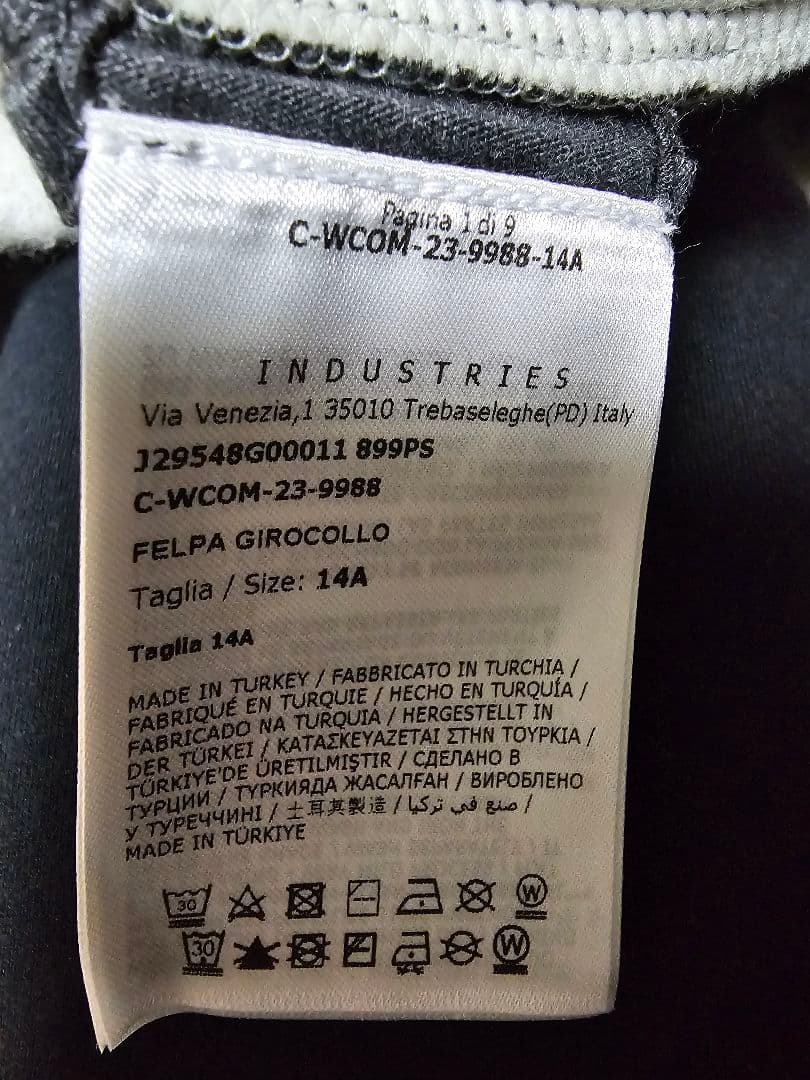 Pagina 1 di 9
C-WCOM-23-9988-14A
INDUSTRIES
Via Venezia,1 35010 Trebaseleghe(PD) Italy
J29548G00011 899PS
C-WCOM-23-9988
FELPA GIROCOLLO
Taglia / Size: 14A
Taglia 14A
MADE IN TURKEY / FABBRICATO IN TURCHIA /
FABRIQUÉ EN TURQUIE / HECHO EN TURQUÍA /
FABRICADO NA TURQUIA / HERGESTELLT IN
DER TÜRKEI / ΚΑΤΑΣΚΕΥΑΖΕΤΑΙ ΣΤΗΝ ΤΟΥΡΚΙΑ /
TÜRKIYE'DE ÜRETILMIŞTIR / СДЕЛАНО В
ТУРЦИИ / ТУРКИЯДА ЖАСАЛҒАН / ВИРОБЛЕНО
У ТУРЕЧЧИНІ / 土耳其製造 / صنع في تركيا /
MADE IN TÜRKIYE
30 W
30 W